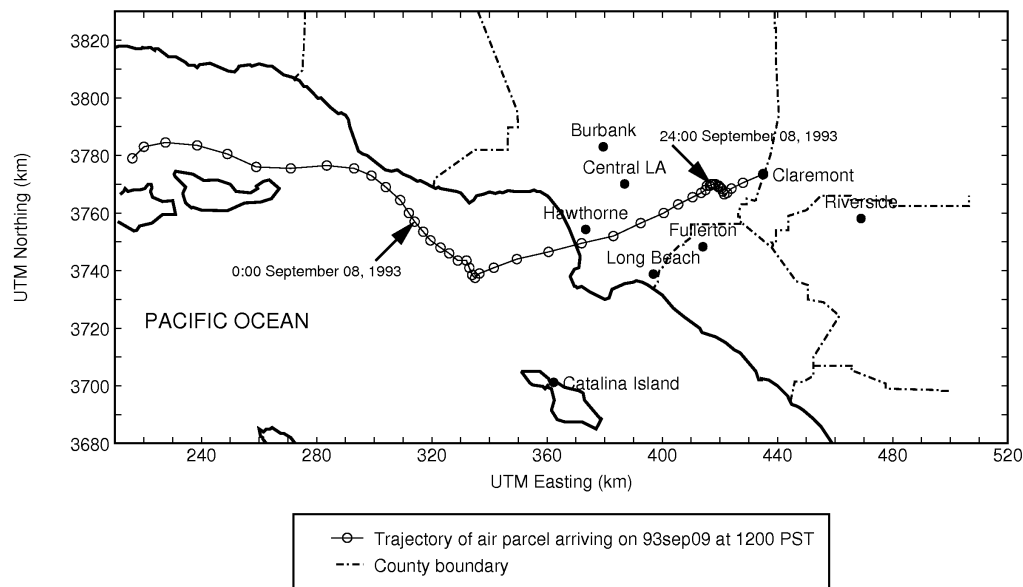 3820
3800
3780
3760
3740
3720
3700
3680
UTM Northing (km)
Burbank
24:00 September 08, 1993
Central LA
Claremont
Riverside
Hawthorne
Fullerton
Long Beach
0:00 September 08, 1993
PACIFIC OCEAN
Catalina Island
240 280 320 360 400 440 480 520
UTM Easting (km)
Trajectory of air parcel arriving on 93sep09 at 1200 PST
County boundary